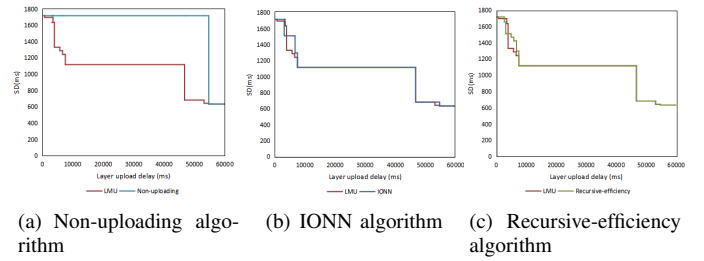 1800
1600
1400
1200
1000
800
600
400
200
0
SD(ms)
0 10000 20000 30000 40000 50000 60000
Layer upload delay (ms)
LMU Non-uploading
(a) Non-uploading algo-
rithm
1800
1600
1400
1200
1000
800
600
400
200
0
SD(ms)
0 10000 20000 30000 40000 50000 60000
Layer upload delay (ms)
LMU IONN
(b) IONN algorithm
1800
1600
1400
1200
1000
800
600
400
200
0
SD(ms)
0 10000 20000 30000 40000 50000 60000
Layer upload delay (ms)
LMU Recursive-efficiency
(c) Recursive-efficiency
algorithm